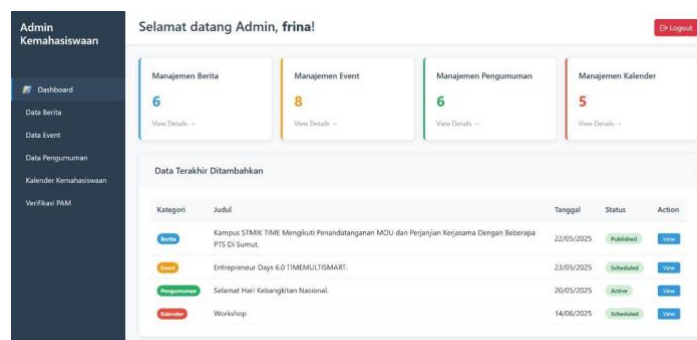 Admin
Kemahasiswaan
Dashboard
Data Berita
Data Event
Data Pengumuman
Kalender Kemahasiswaan
Verifikasi PAM
Selamat datang Admin, frina!
Logout
Manajemen Berita
6
View Details →
Manajemen Event
8
View Details →
Manajemen Pengumuman
6
View Details →
Manajemen Kalender
5
View Details →
Data Terakhir Ditambahkan
Kategori Judul Tanggal Status Action
Berita Kampus STMIK TIME Mengikuti Penandatanganan MOU dan Perjanjian Kerjasama Dengan Beberapa
PTS Di Sumut. 22/05/2025 Published View
Event Entrepreneur Days 6.0 TIMEMULTISMART. 23/05/2025 Scheduled View
Pengumuman Selamat Hari Kebangkitan Nasional. 20/05/2025 Active View
Kalender Workshop 14/06/2025 Scheduled View